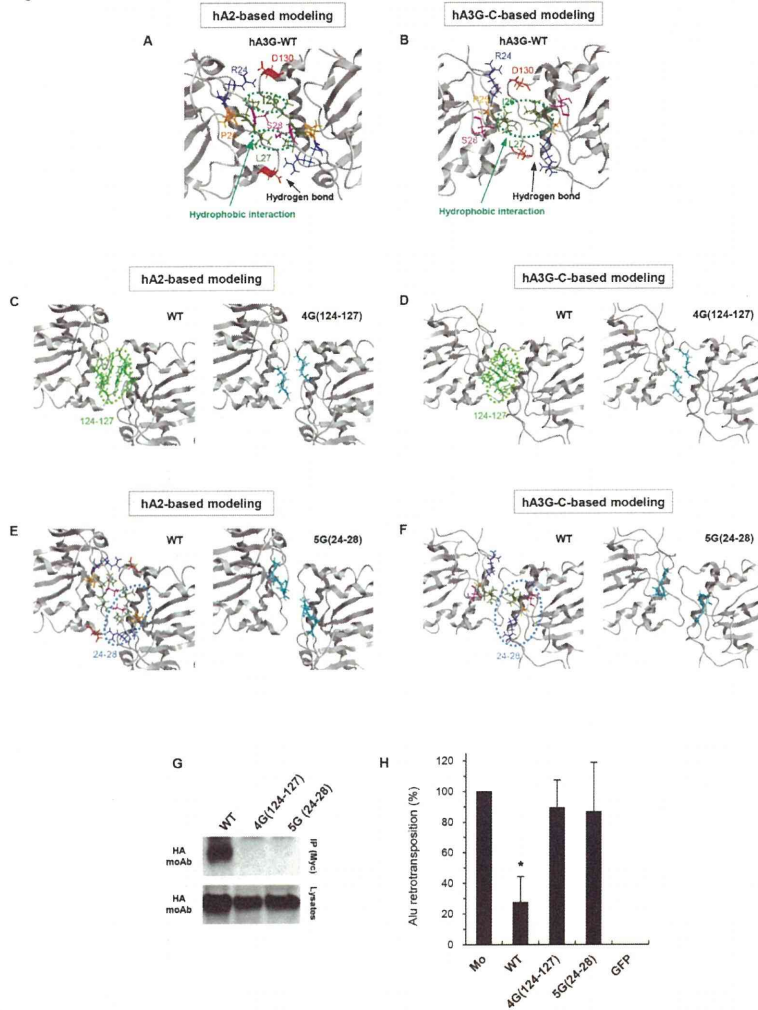 hA2-based modeling
hA3G-C-based modeling
A
hA3G-WT
B
hA3G-WT
R24
D130
S28
L27
Hydrogen bond
Hydrophobic interaction
R24
D130
S28
L27
Hydrogen bond
Hydrophobic interaction
hA2-based modeling
hA3G-C-based modeling
C
WT
4G(124-127)
124-127
D
WT
4G(124-127)
124-127
hA2-based modeling
hA3G-C-based modeling
E
WT
5G(24-28)
24-28
F
WT
5G(24-28)
24-28
G
WT
4G(124-127)
5G (24-28)
HA moAb
IP (Myc)
HA moAb
Lysates
H
Alu retrotransposition (%)
120
100
80
60
40
20
0
*
Mo
WT
4G(124-127)
5G(24-28)
GFP